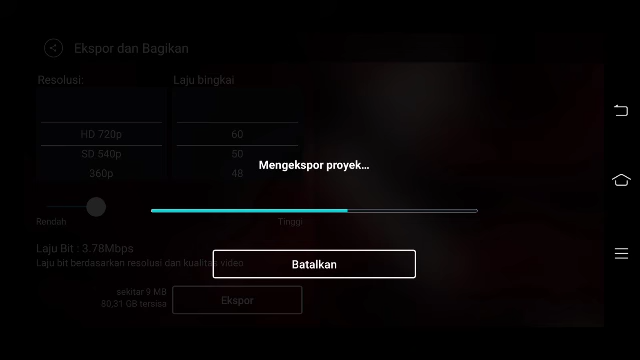 Ekspor dan Bagikan
Resolusi:
Laju bingkai
HD 720p
60
SD 540p
50
360p
48
Mengekspor proyek...
Rendah
Tinggi
Laju Bit : 3.78Mbps
Laju bit berdasarkan resolusi dan kualitas video
Batalkan
sekitar 9 MB
30,31 GB tersisa
Ekspor